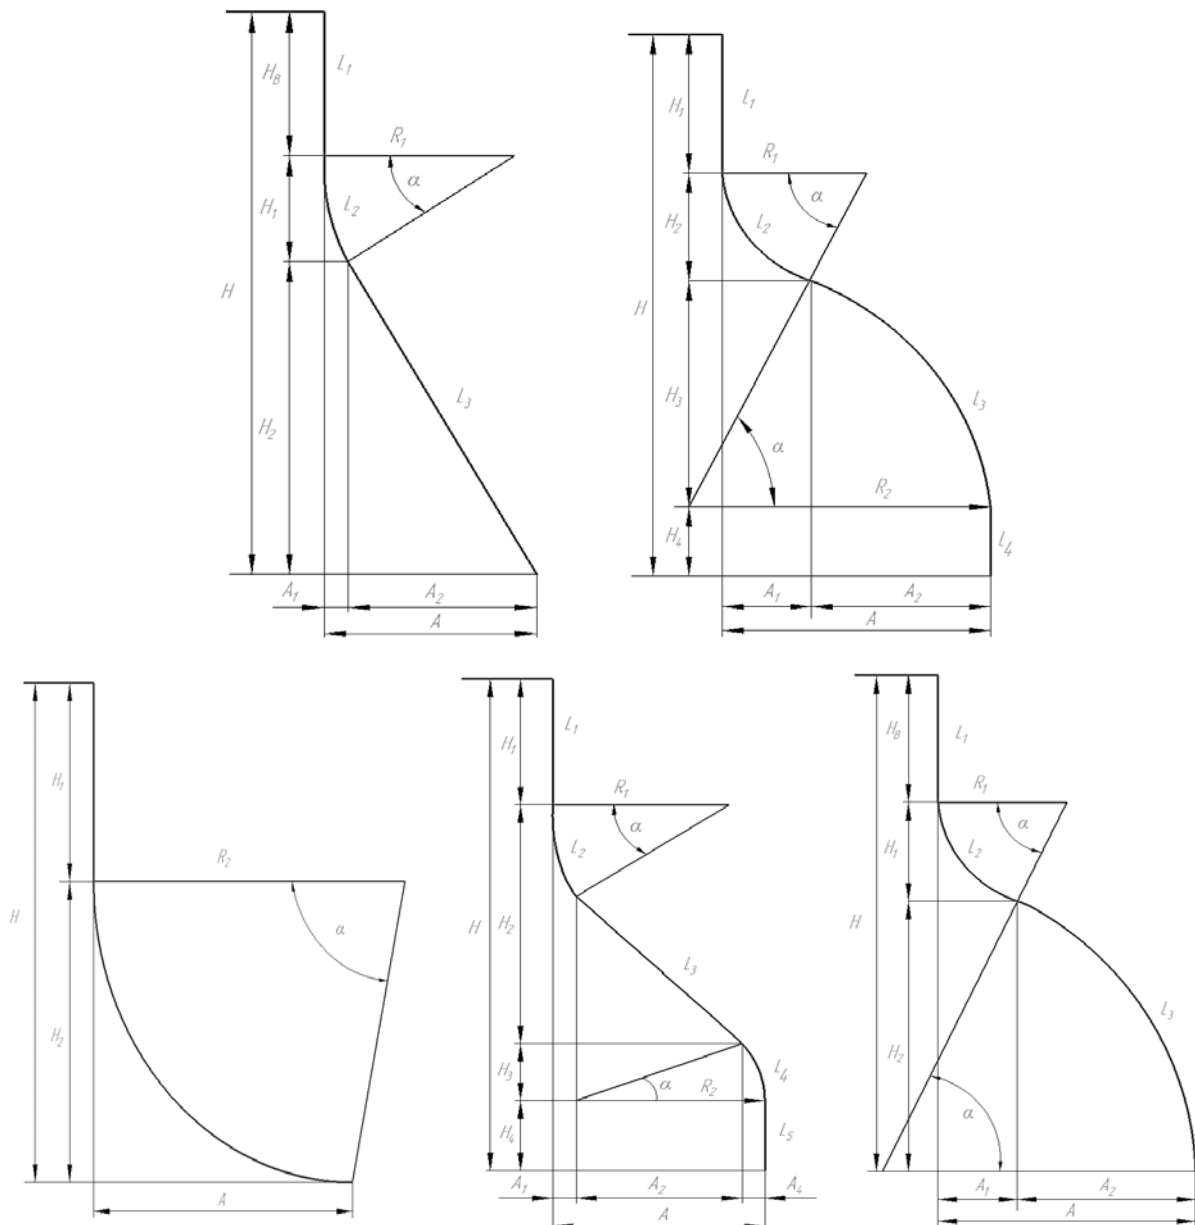 H_B
L_1
R_1
α
L_2
H_1
H
L_3
H_2
A_1
A_2
A
H_1
L_1
R_1
α
L_2
H_2
H
H_3
L_3
α
R_2
H_4
L_4
A_1
A_2
A
H_1
R_2
H
α
H_2
A
L_1
H_1
R_1
α
L_2
H
H_2
L_3
H_3
α
R_2
L_4
H_4
L_5
A_1
A_2
A_4
A
H_B
L_1
R_1
α
H_1
L_2
H
L_3
H_2
α
A_1
A_2
A